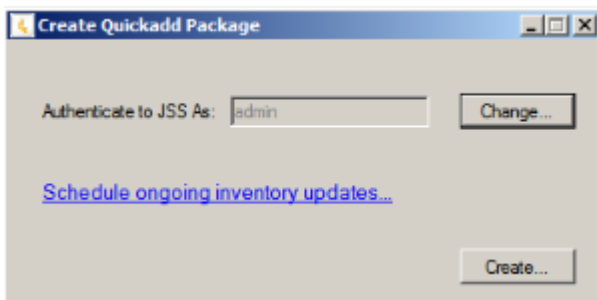 Create Quickadd Package
Authenticate to JSS As: admin Change...
Schedule ongoing inventory updates...
Create...